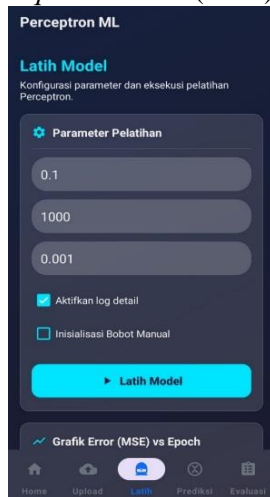 Perceptron ML
Latih Model
Konfigurasi parameter dan eksekusi pelatihan
Perceptron.
Parameter Pelatihan
0.1
1000
0.001
Aktifkan log detail
Inisialisasi Bobot Manual
Latih Model
Grafik Error (MSE) vs Epoch
Home Upload Latih Prediksi Evaluasi